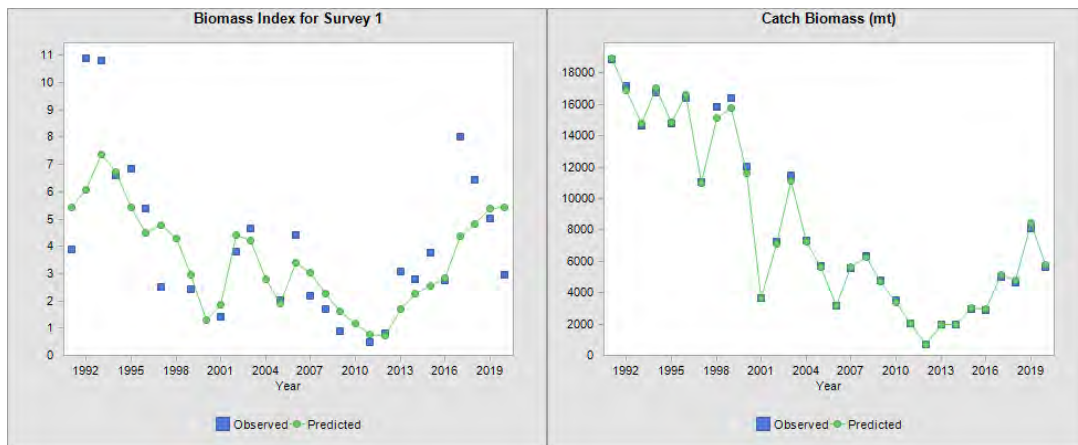 Biomass Index for Survey 1
11
10
9
8
7
6
5
4
3
2
1
0
1992 1995 1998 2001 2004 2007 2010 2013 2016 2019
Year
Observed Predicted
Catch Biomass (mt)
18000
16000
14000
12000
10000
8000
6000
4000
2000
0
1992 1995 1998 2001 2004 2007 2010 2013 2016 2019
Year
Observed Predicted